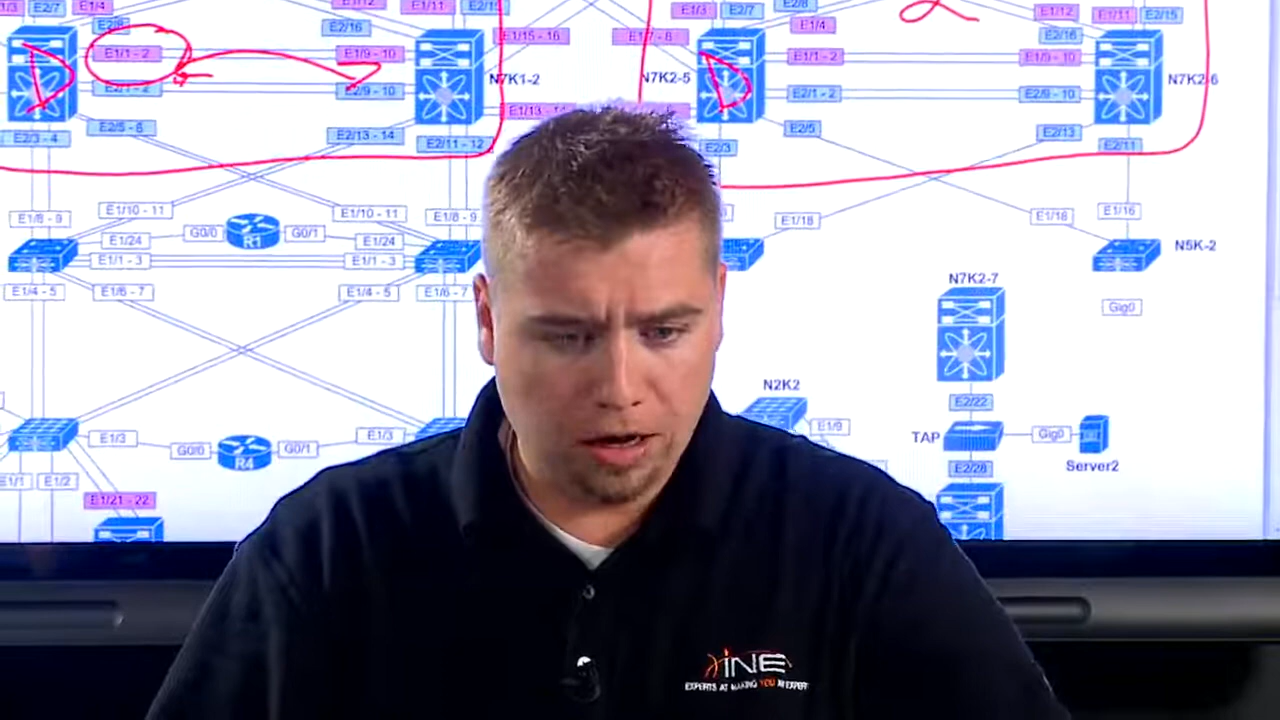 E2/7
E1/4
E1/12
E1/11
E2/15
E1/3
E2/7
E2/8
E1/12
E1/11
E2/15
E2/8
E2/16
E1/4
E2/16
E1/15 - 16
E1/7 - 8
E1/1 - 2
E1/9 - 10
E1/1 - 2
E1/9 - 10
N7K1-2
N7K2-5
N7K2-6
E2/1 - 2
E2/9 - 10
E2/1 - 2
E2/9 - 10
E2/5 - 6
E2/13 - 14
E2/5
E2/13
E2/3 - 4
E2/11 - 12
E2/3
E2/11
E1/8 - 9
E1/10 - 11
E1/10 - 11
E1/8 - 9
E1/18
E1/18
E1/16
E1/24
G0/0
R1
G0/1
E1/24
N5K-2
E1/1 - 3
E1/1 - 3
N7K2-7
E1/4 - 5
E1/6 - 7
E1/4 - 5
E1/6 - 7
Gig0
N2K2
E2/22
E1/3
G0/0
R4
G0/1
E1/3
E1/9
TAP
Gig0
Server2
E1/1
E1/2
E2/28
E1/21 - 22
iNE
EXPERTS AT MAKING YOU AN EXPERT